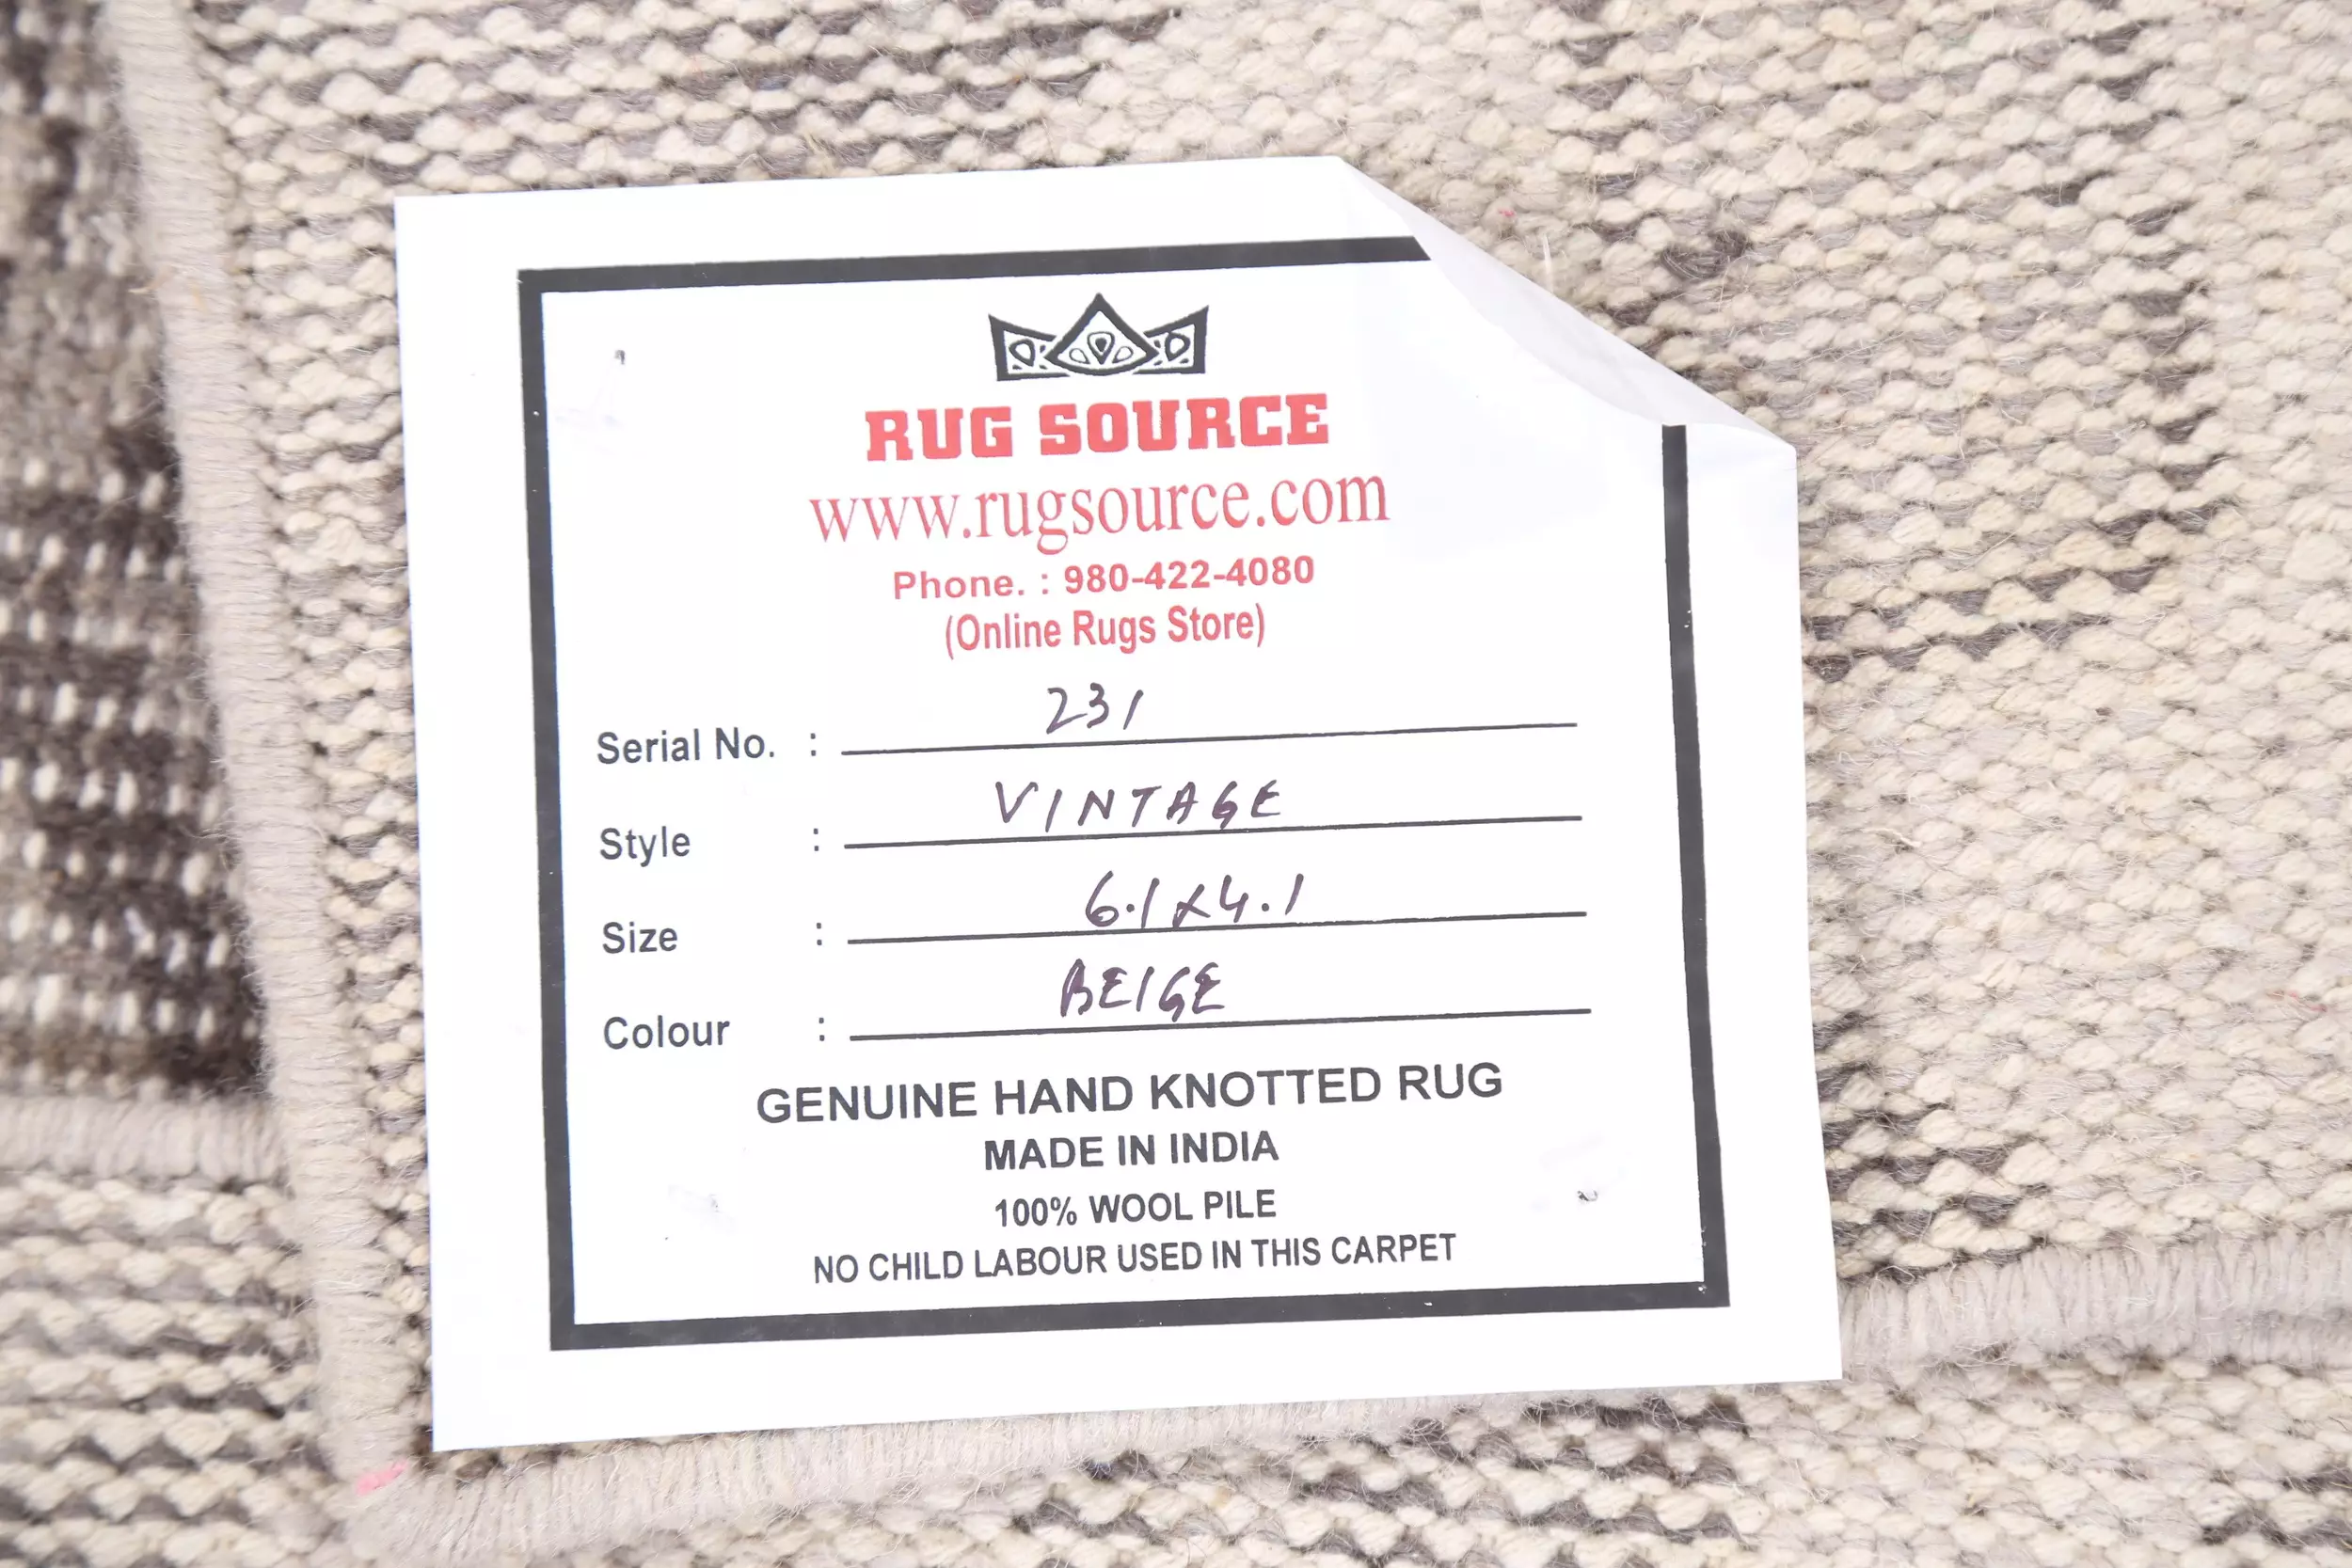 RUG SOURCE
www.rugsource.com
Phone. : 980-422-4080
(Online Rugs Store)
Serial No. : 231
Style : VINTAGE
Size : 6.1x4.1
Colour : BEIGE
GENUINE HAND KNOTTED RUG
MADE IN INDIA
100% WOOL PILE
NO CHILD LABOUR USED IN THIS CARPET